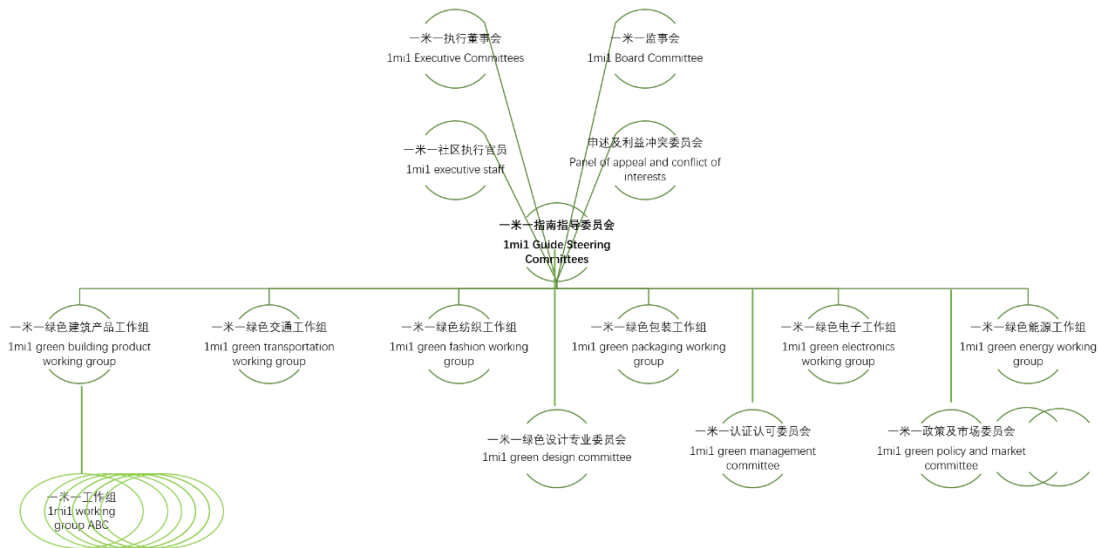 一米一执行董事会
1mi1 Executive Committees
一米一监事会
1mi1 Board Committee
一米一社区执行官员
1mi1 executive staff
申述及利益冲突委员会
Panel of appeal and conflict of
interests
一米一指南指导委员会
1mi1 Guide Steering
Committees
一米一绿色建筑产品工作组
1mi1 green building product
working group
一米一绿色交通工作组
1mi1 green transportation
working group
一米一绿色纺织工作组
1mi1 green fashion working
group
一米一绿色包装工作组
1mi1 green packaging working
group
一米一绿色电子工作组
1mi1 green electronics
working group
一米一绿色能源工作组
1mi1 green energy working
group
一米一绿色设计专业委员会
1mi1 green design committee
一米一认证认可委员会
1mi1 green management
committee
一米一政策及市场委员会
1mi1 green policy and market
committee
一米一工作组
1mi1 working
group ABC